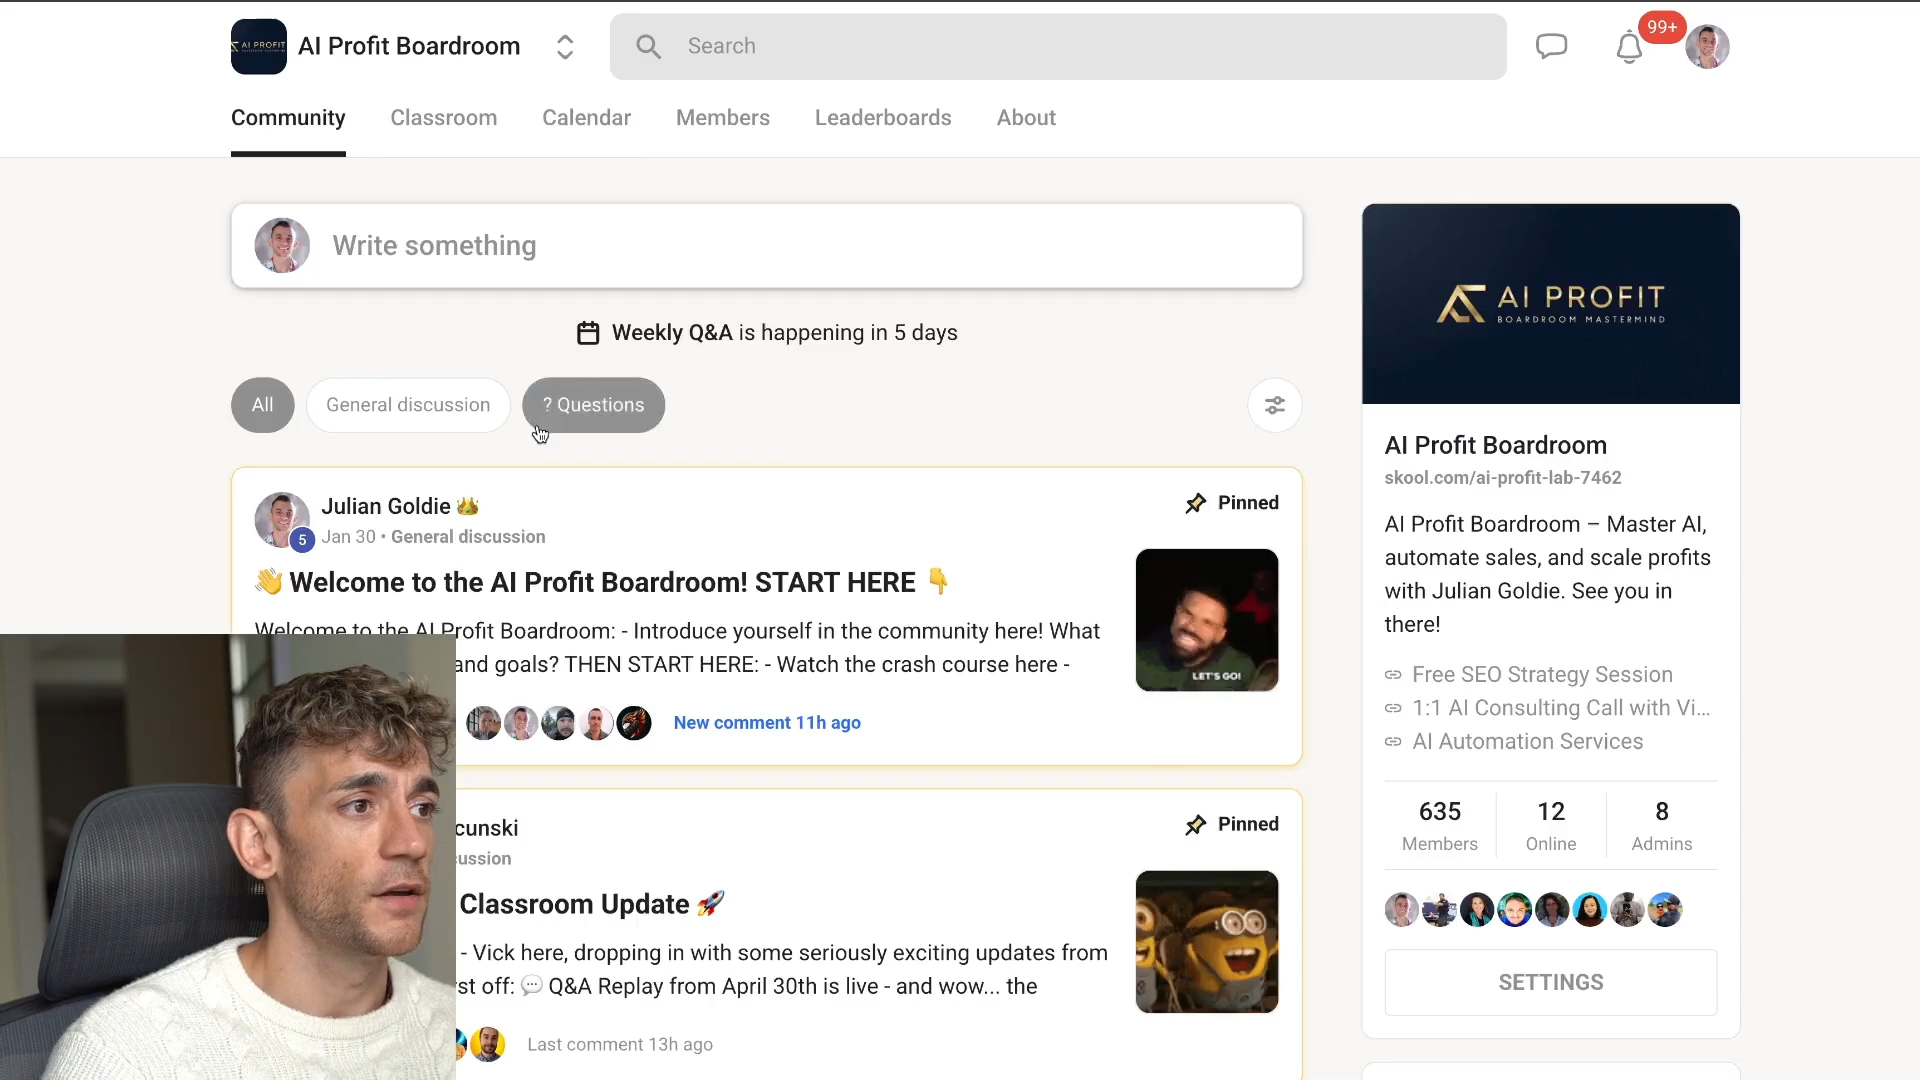 AI PROFIT
AI Profit Boardroom
Search
99+
Community
Classroom
Calendar
Members
Leaderboards
About
Write something
Weekly Q&A is happening in 5 days
All
General discussion
? Questions
Julian Goldie
Pinned
5
Jan 30 • General discussion
👋 Welcome to the AI Profit Boardroom! START HERE 👇
Welcome to the AI Profit Boardroom: - Introduce yourself in the community here! What
and goals? THEN START HERE: - Watch the crash course here -
LET'S GO!
New comment 11h ago
cunski
Pinned
cussion
Classroom Update 🚀
- Vick here, dropping in with some seriously exciting updates from
st off: 💬 Q&A Replay from April 30th is live - and wow... the
Last comment 13h ago
AI PROFIT
BOARDROOM MASTERMIND
AI Profit Boardroom
skool.com/ai-profit-lab-7462
AI Profit Boardroom – Master AI,
automate sales, and scale profits
with Julian Goldie. See you in
there!
Free SEO Strategy Session
1:1 AI Consulting Call with Vi...
AI Automation Services
635
Members
12
Online
8
Admins
SETTINGS